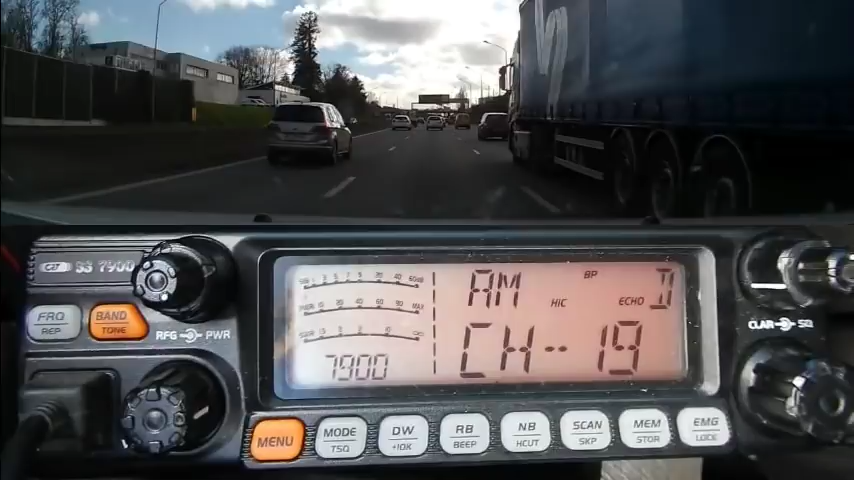 CRT SS 7900
FRQ
REP
BAND
TONE
RFG PWR
AM
BP
HIC
ECHO
D
CH--19
7900
CLAR SQ
MENU
MODE
TSQ
DW
+10K
RB
BEEP
NB
HCUT
SCAN
SKP
MEM
STOR
EMG
LOCK